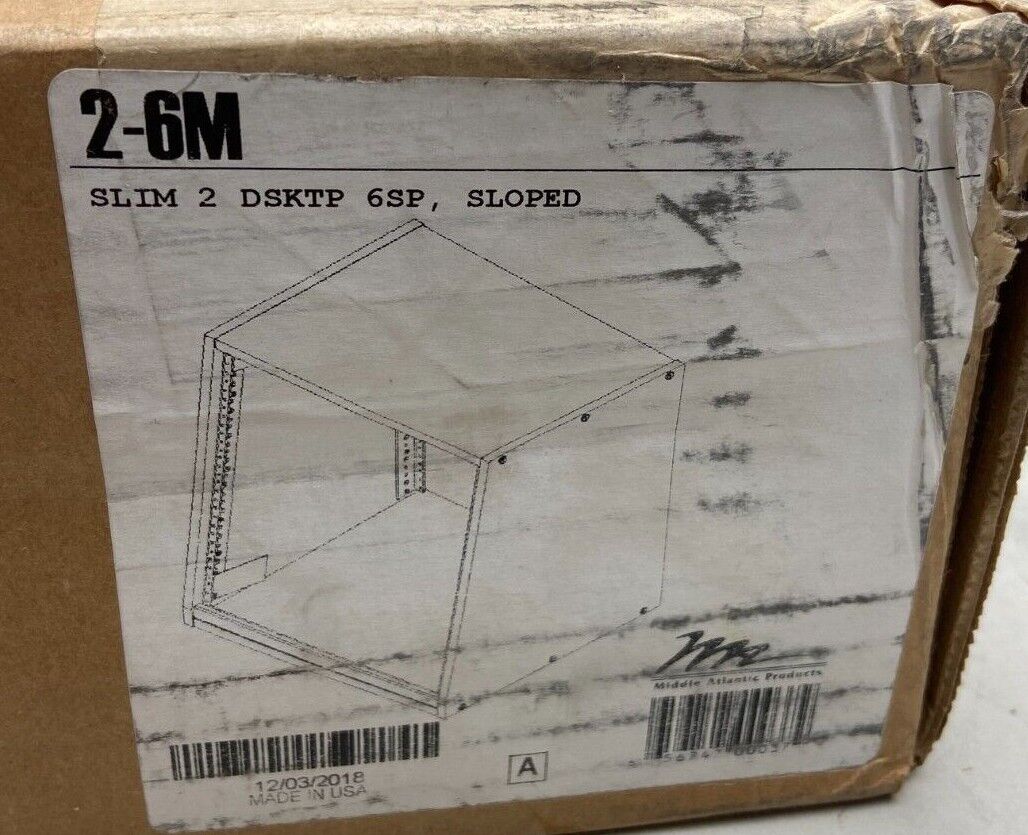 2-6M
SLIM 2 DSKTP 6SP, SLOPED
Middle Atlantic Products
12/03/2018
MADE IN USA
A